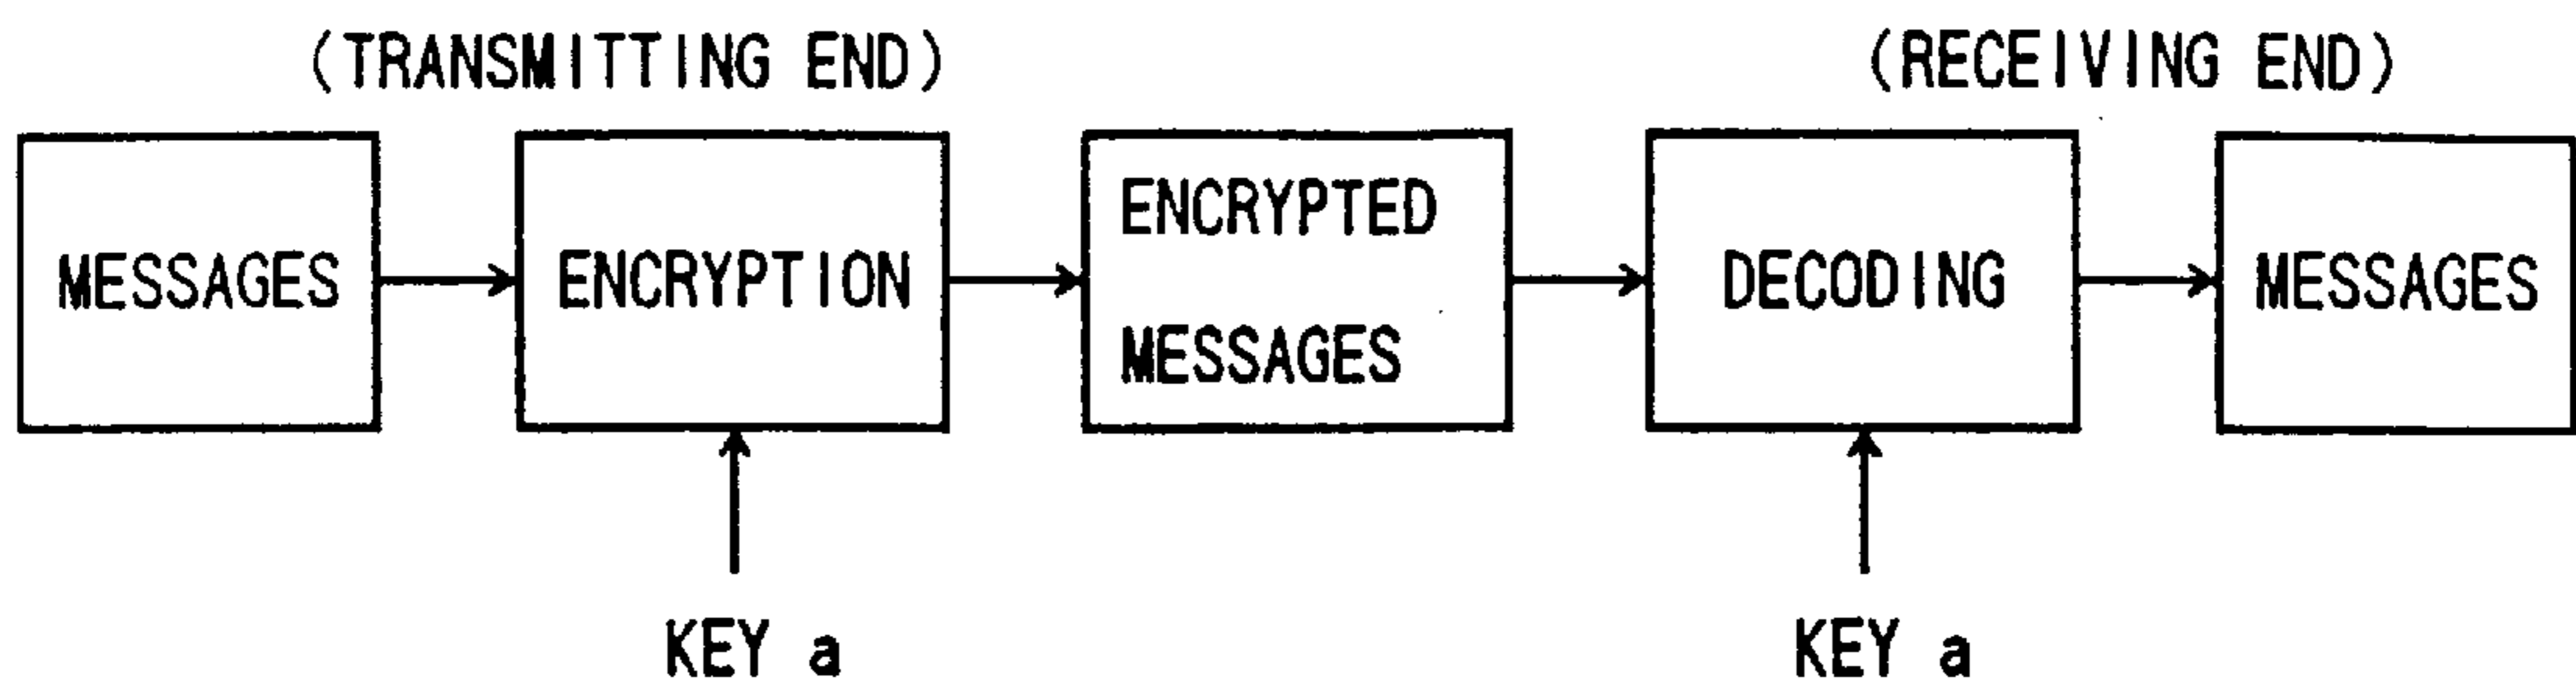 (TRANSMITTING END)
(RECEIVING END)
MESSAGES
ENCRYPTION
ENCRYPTED
MESSAGES
DECODING
MESSAGES
KEY a
KEY a